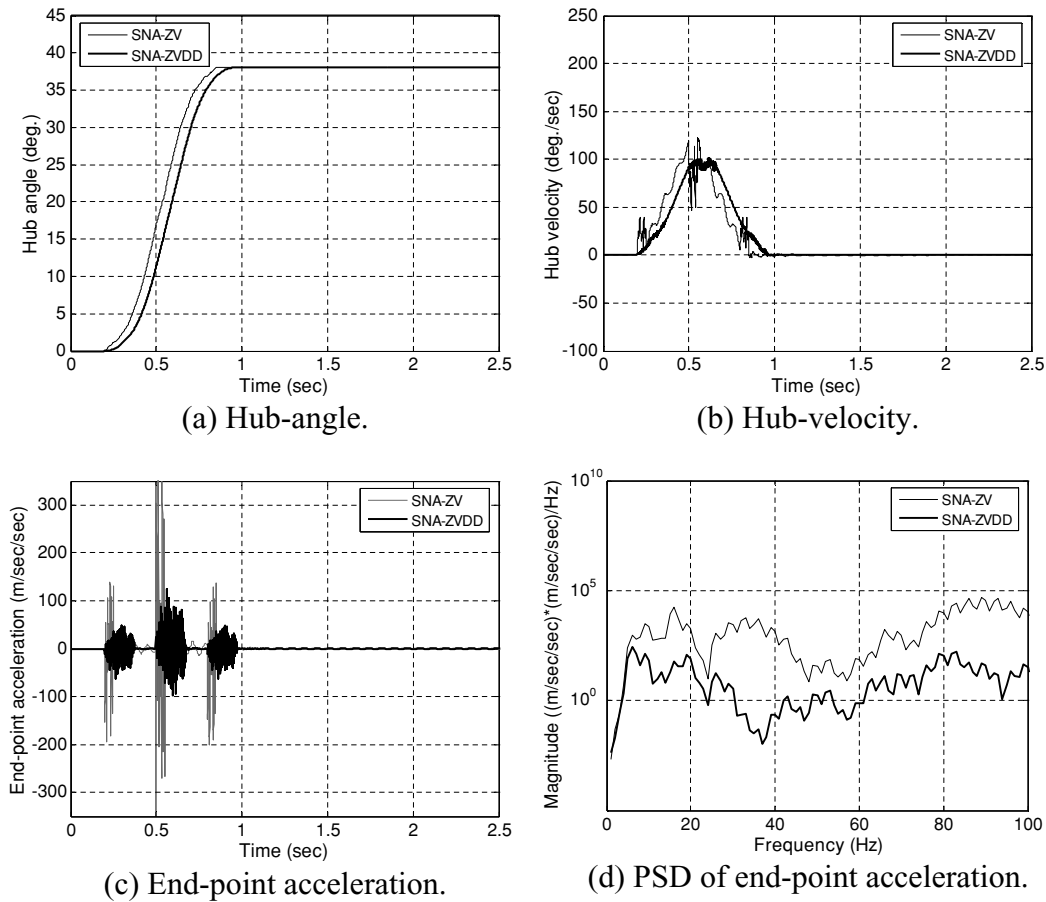 SNA-ZV
SNA-ZVDD
45
40
35
30
25
20
15
10
5
0
Hub angle (deg.)
0 0.5 1 1.5 2 2.5
Time (sec)
(a) Hub-angle.
SNA-ZV
SNA-ZVDD
250
200
150
100
50
0
-50
-100
Hub velocity (deg./sec)
0 0.5 1 1.5 2 2.5
Time (sec)
(b) Hub-velocity.
SNA-ZV
SNA-ZVDD
300
200
100
0
-100
-200
-300
End-point acceleration (m/sec/sec)
0 0.5 1 1.5 2 2.5
Time (sec)
(c) End-point acceleration.
SNA-ZV
SNA-ZVDD
10^10
10^5
10^0
Magnitude ((m/sec/sec)*(m/sec/sec)/Hz)
0 20 40 60 80 100
Frequency (Hz)
(d) PSD of end-point acceleration.